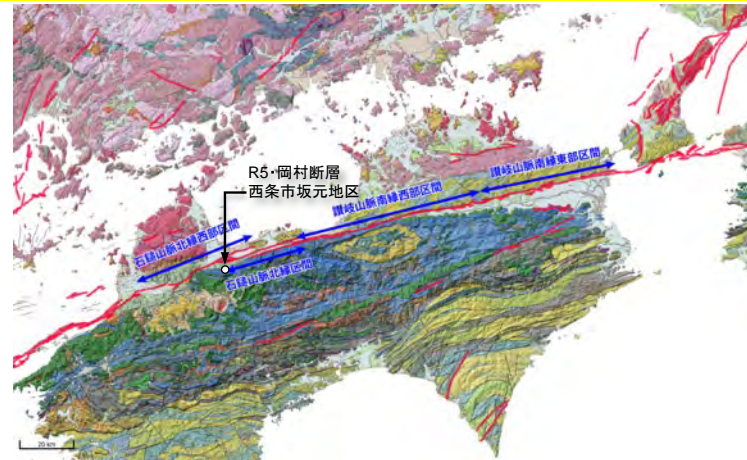 R5・岡村断層
西条市坂元地区
讃岐山脈南縁東部区間
讃岐山脈南縁西部区間
石鎚山脈北縁西部区間
石鎚山脈北縁区間
20 km